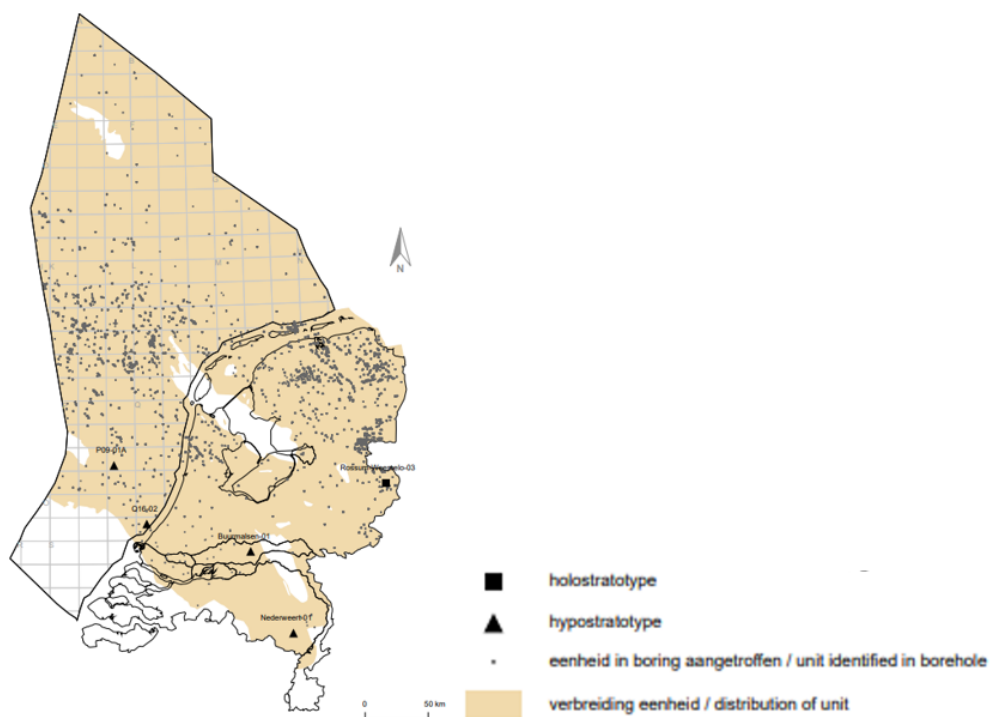 N
P09-01A
Q16-02
Buurmalsen-01
Nederweert-01
0 50 km
holostratotype
hypostratotype
eenheid in boring aangetroffen / unit identified in borehole
verbreiding eenheid / distribution of unit